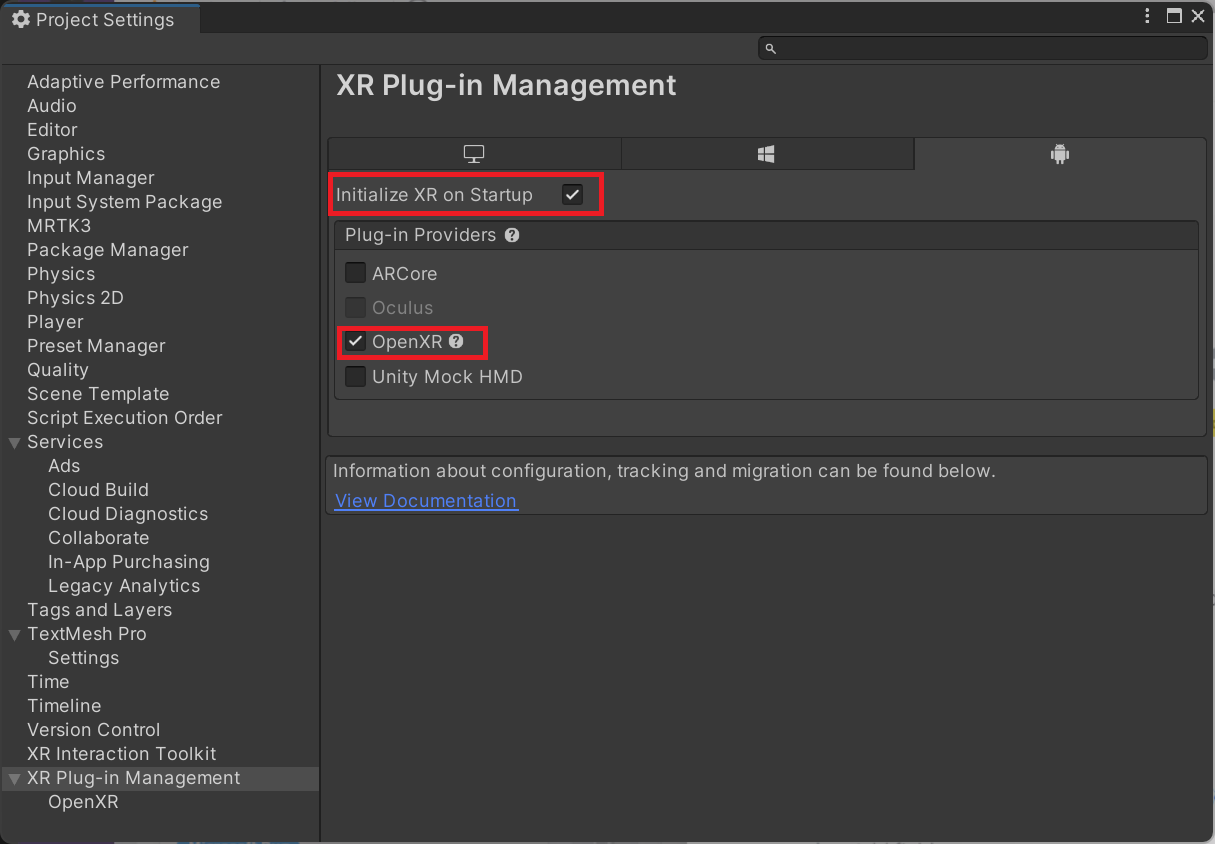 Project Settings
Adaptive Performance
Audio
Editor
Graphics
Input Manager
Input System Package
MRTK3
Package Manager
Physics
Physics 2D
Player
Preset Manager
Quality
Scene Template
Script Execution Order
Services
Ads
Cloud Build
Cloud Diagnostics
Collaborate
In-App Purchasing
Legacy Analytics
Tags and Layers
TextMesh Pro
Settings
Time
Timeline
Version Control
XR Interaction Toolkit
XR Plug-in Management
OpenXR
XR Plug-in Management
Initialize XR on Startup
Plug-in Providers
ARCore
Oculus
OpenXR
Unity Mock HMD
Information about configuration, tracking and migration can be found below.
View Documentation